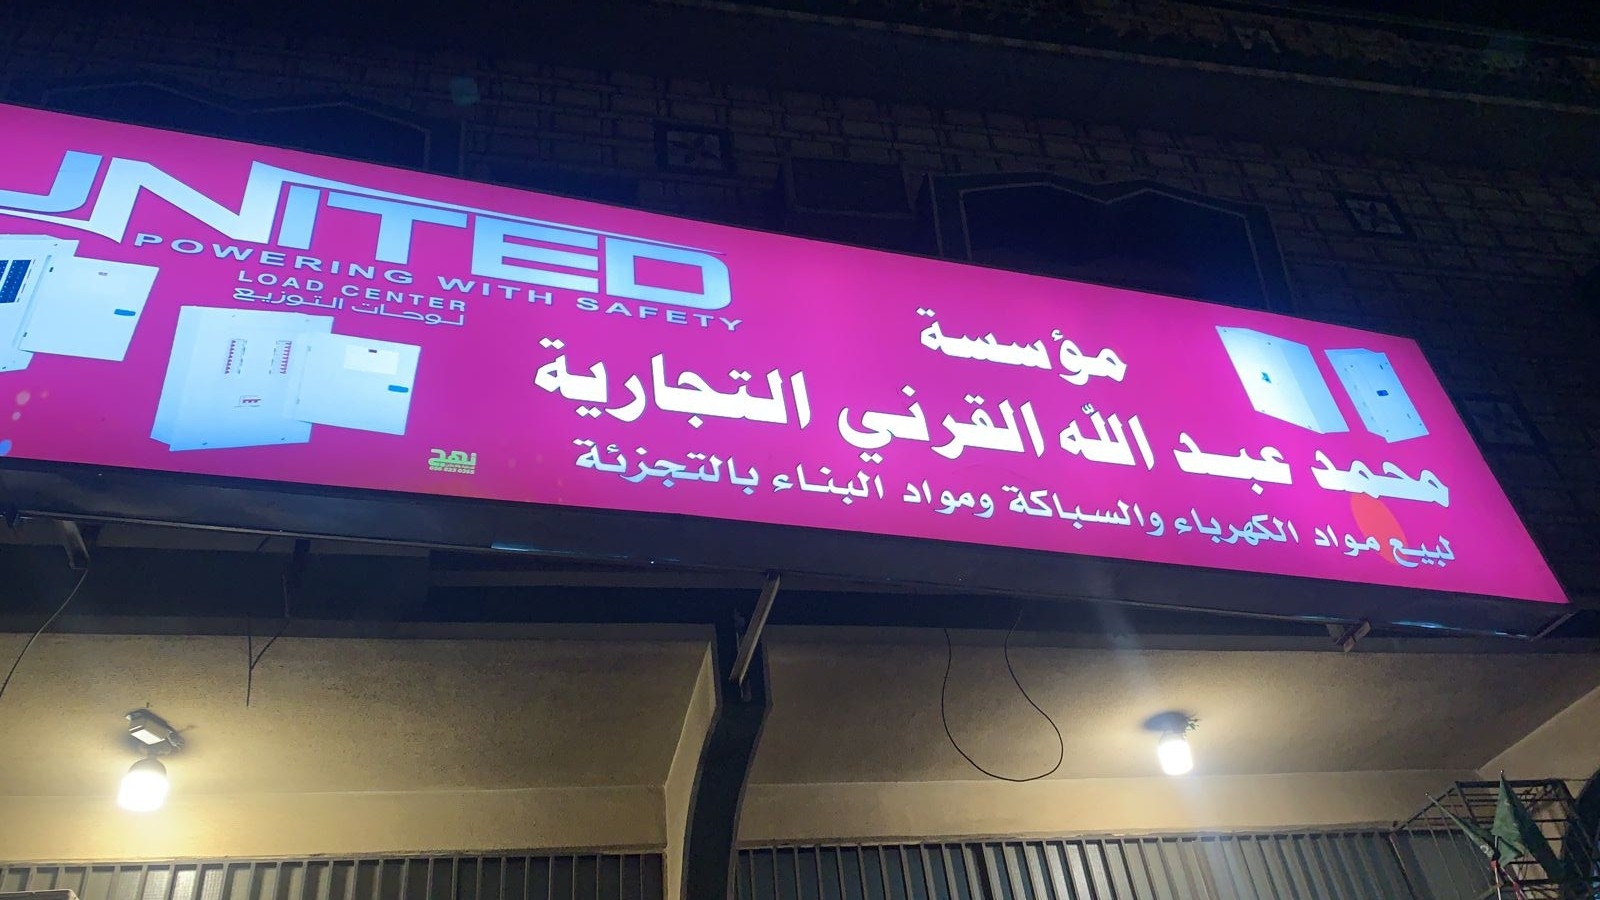 مؤسسة
محمد عبد الله القرني التجارية
لبيع مواد الكهرباء والسباكة ومواد البناء بالتجزئة
UNITED
POWERING WITH SAFETY
LOAD CENTER
لوحات التوزيع
نهج